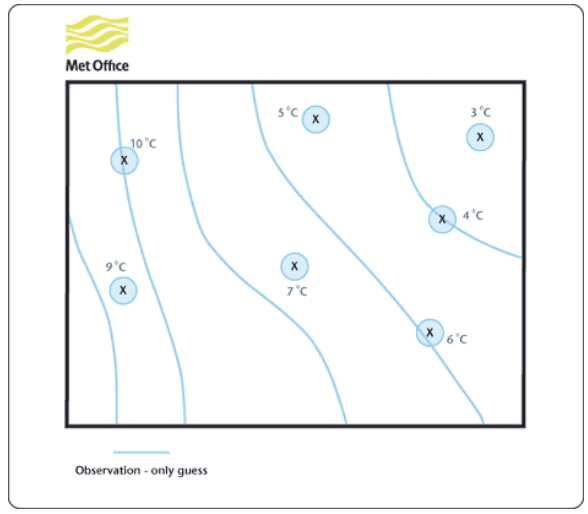 Met Office
5°C
X
3°C
X
10°C
X
X
4°C
9°C
X
X
7°C
X
6°C
Observation - only guess